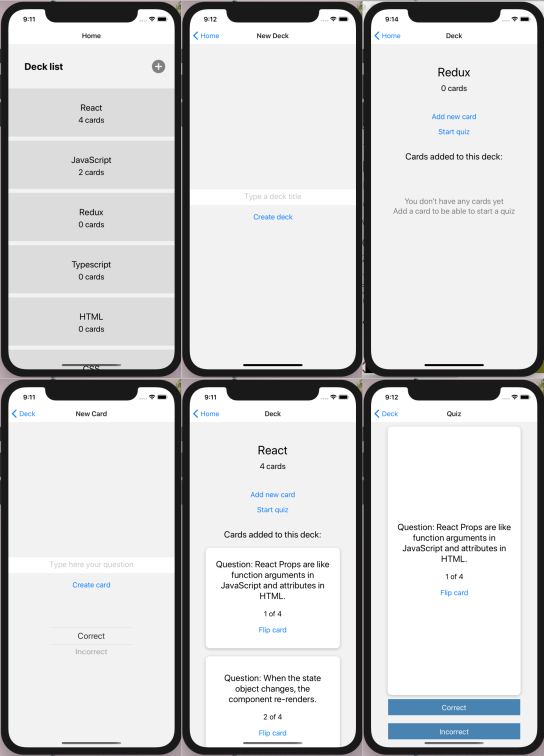 9:11
Home
Deck list
React
4 cards
JavaScript
2 cards
Redux
0 cards
Typescript
0 cards
HTML
0 cards
CSS
9:12
Home
New Deck
Type a deck title
Create deck
9:14
Home
Deck
Redux
0 cards
Add new card
Start quiz
Cards added to this deck:
You don't have any cards yet
Add a card to be able to start a quiz
9:11
Deck
New Card
Type here your question
Create card
Correct
Incorrect
9:11
Home
Deck
React
4 cards
Add new card
Start quiz
Cards added to this deck:
Question: React Props are like
function arguments in
JavaScript and attributes in
HTML.
1 of 4
Flip card
Question: When the state
object changes, the
component re-renders.
2 of 4
Flip card
9:12
Deck
Quiz
Question: React Props are like
function arguments in
JavaScript and attributes in
HTML.
1 of 4
Flip card
Correct
Incorrect